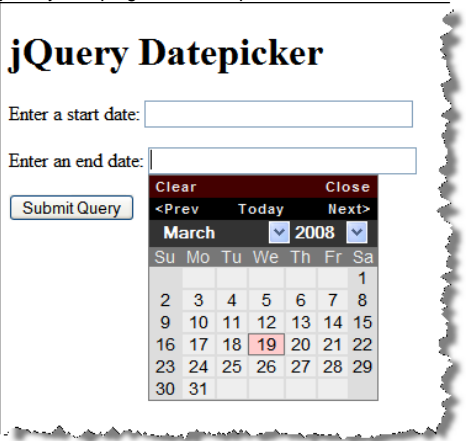 jQuery Datepicker
Enter a start date:
Enter an end date:
Submit Query
Clear Close
<Prev Today Next>
March 2008
Su Mo Tu We Th Fr Sa
1
2 3 4 5 6 7 8
9 10 11 12 13 14 15
16 17 18 19 20 21 22
23 24 25 26 27 28 29
30 31